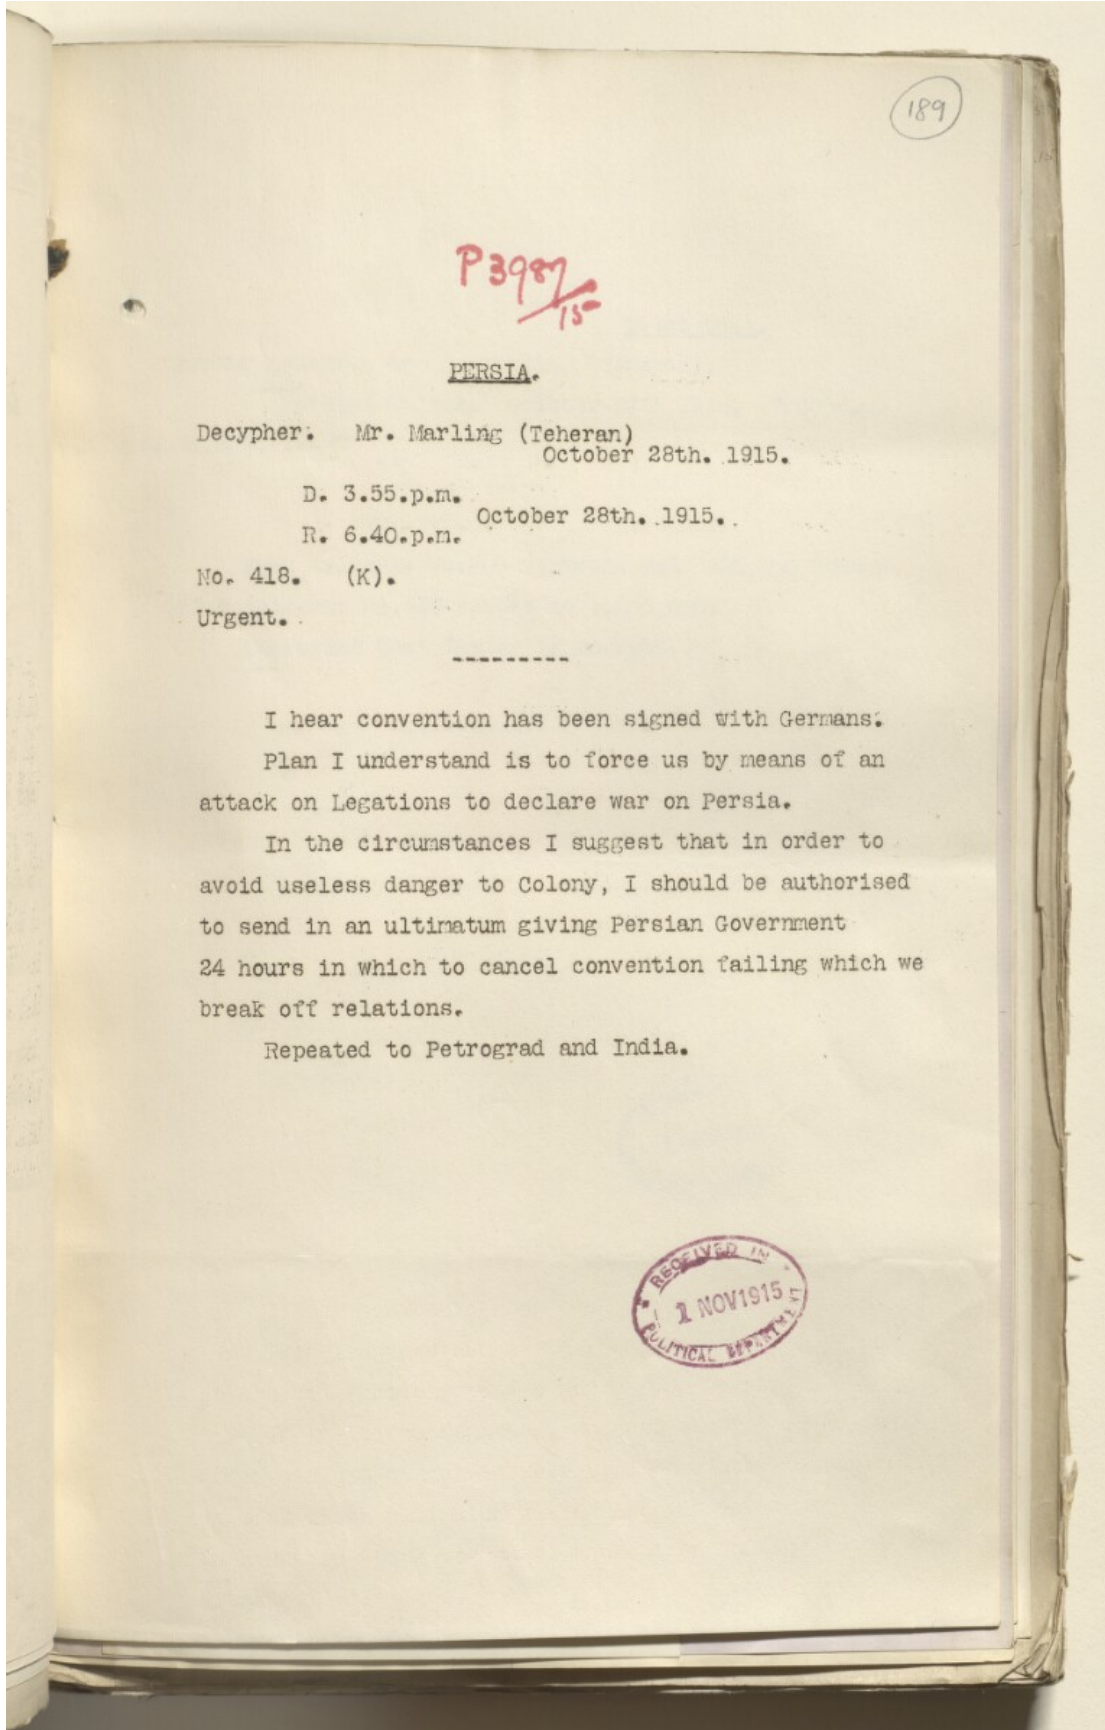 189
P 3987/15
PERSIA.
Decypher. Mr. Marling (Teheran)
October 28th. 1915.
D. 3.55.p.m.
October 28th. 1915.
R. 6.40.p.m.
No. 418. (K).
Urgent.
---------
I hear convention has been signed with Germans.
Plan I understand is to force us by means of an
attack on Legations to declare war on Persia.
In the circumstances I suggest that in order to
avoid useless danger to Colony, I should be authorised
to send in an ultimatum giving Persian Government
24 hours in which to cancel convention failing which we
break off relations.
Repeated to Petrograd and India.
RECEIVED IN
1 NOV 1915
POLITICAL DEPARTMENT